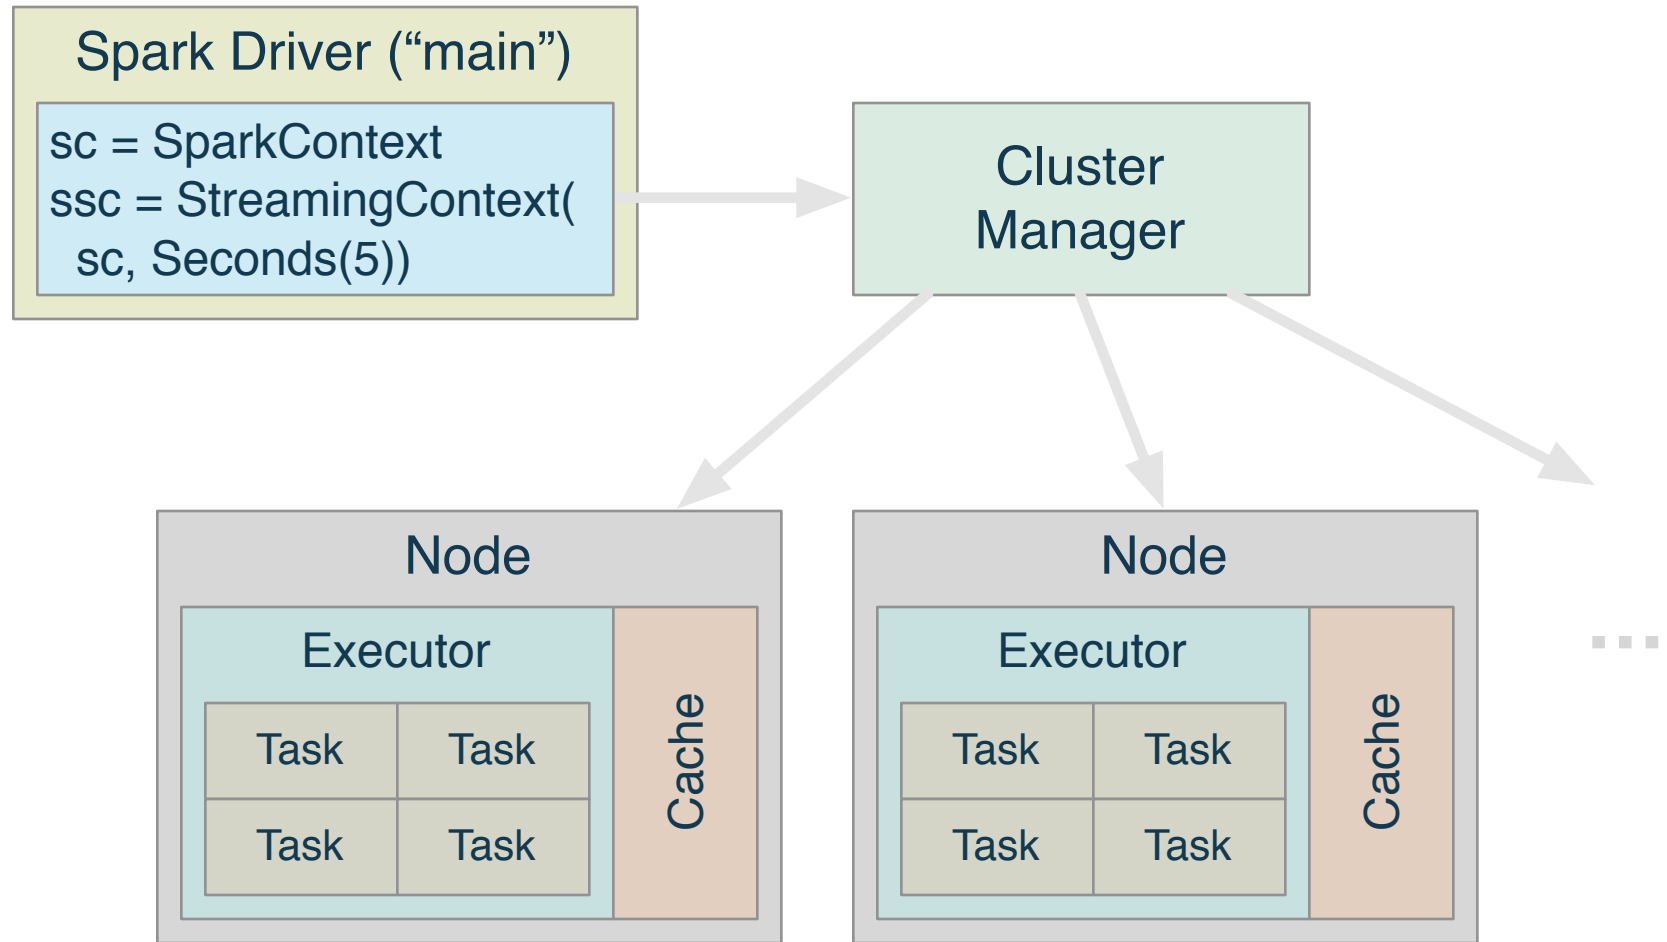 Spark Driver (“main”)
sc = SparkContext
ssc = StreamingContext(
sc, Seconds(5))
Cluster
Manager
Node
Executor
Task Task
Task Task
Cache
Node
Executor
Task Task
Task Task
Cache
...